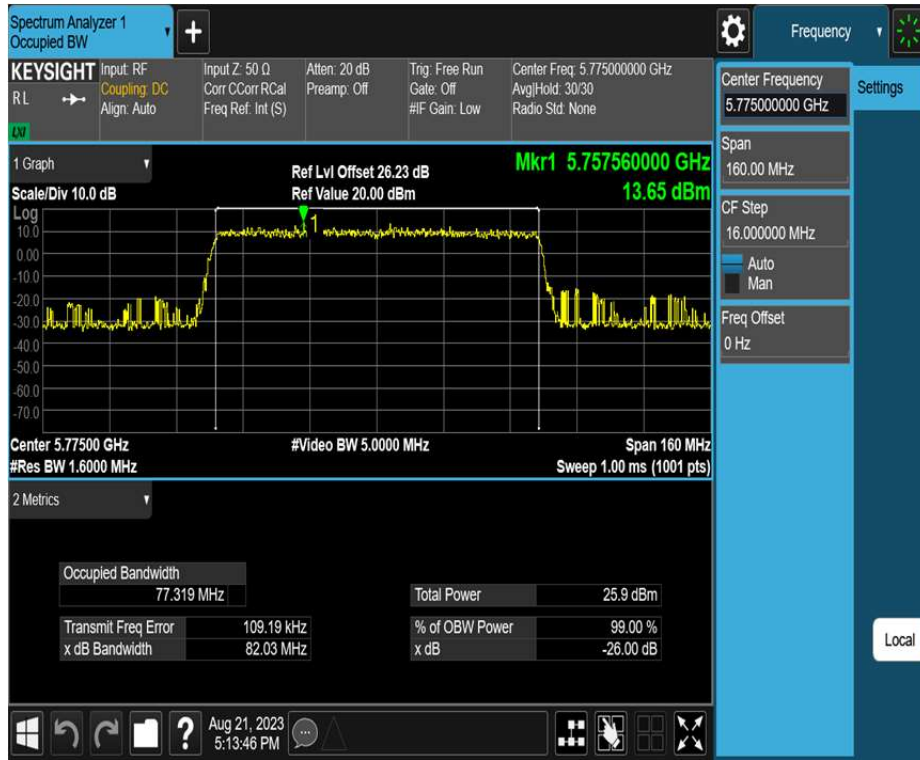 Spectrum Analyzer 1
Occupied BW
+
Frequency
KEYSIGHT
RL
LXI
Input: RF
Coupling: DC
Align: Auto
Input Z: 50 Ω
Corr CCorr RCal
Freq Ref: Int (S)
Atten: 20 dB
Preamp: Off
Trig: Free Run
Gate: Off
#IF Gain: Low
Center Freq: 5.775000000 GHz
Avg|Hold: 30/30
Radio Std: None
Center Frequency
5.775000000 GHz
Settings
Span
160.00 MHz
CF Step
16.000000 MHz
Auto
Man
Freq Offset
0 Hz
Local
1 Graph
Scale/Div 10.0 dB
Ref Lvl Offset 26.23 dB
Ref Value 20.00 dBm
Mkr1 5.757560000 GHz
13.65 dBm
Log
10.0
0.00
-10.0
-20.0
-30.0
-40.0
-50.0
-60.0
-70.0
1
Center 5.77500 GHz
#Video BW 5.0000 MHz
Span 160 MHz
#Res BW 1.6000 MHz
Sweep 1.00 ms (1001 pts)
2 Metrics
Occupied Bandwidth
77.319 MHz
Total Power 25.9 dBm
Transmit Freq Error 109.19 kHz
% of OBW Power 99.00 %
x dB Bandwidth 82.03 MHz
x dB -26.00 dB
?
Aug 21, 2023
5:13:46 PM